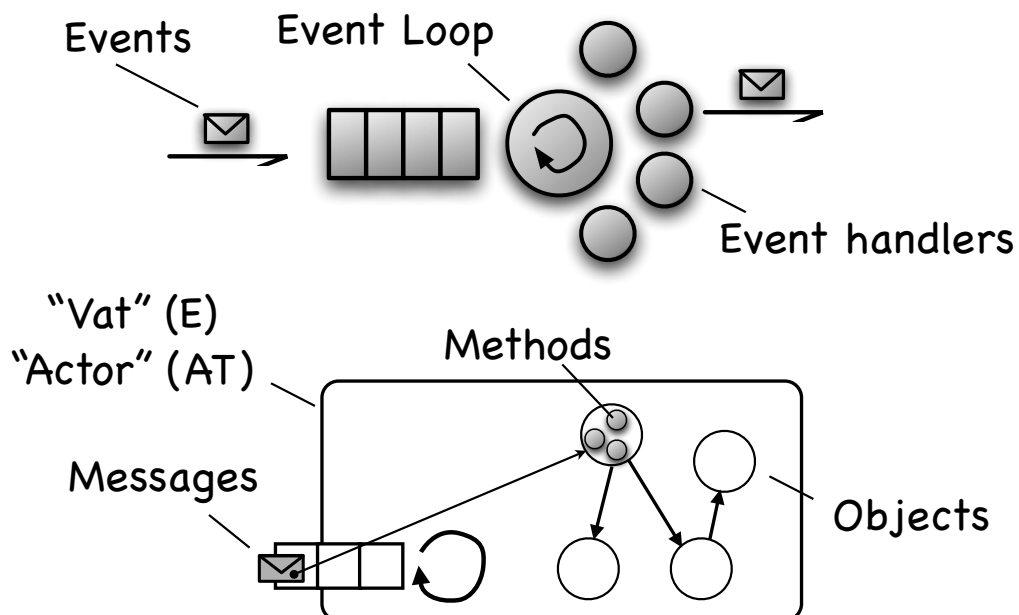 Events
Event Loop
Event handlers
“Vat” (E)
“Actor” (AT)
Methods
Messages
Objects